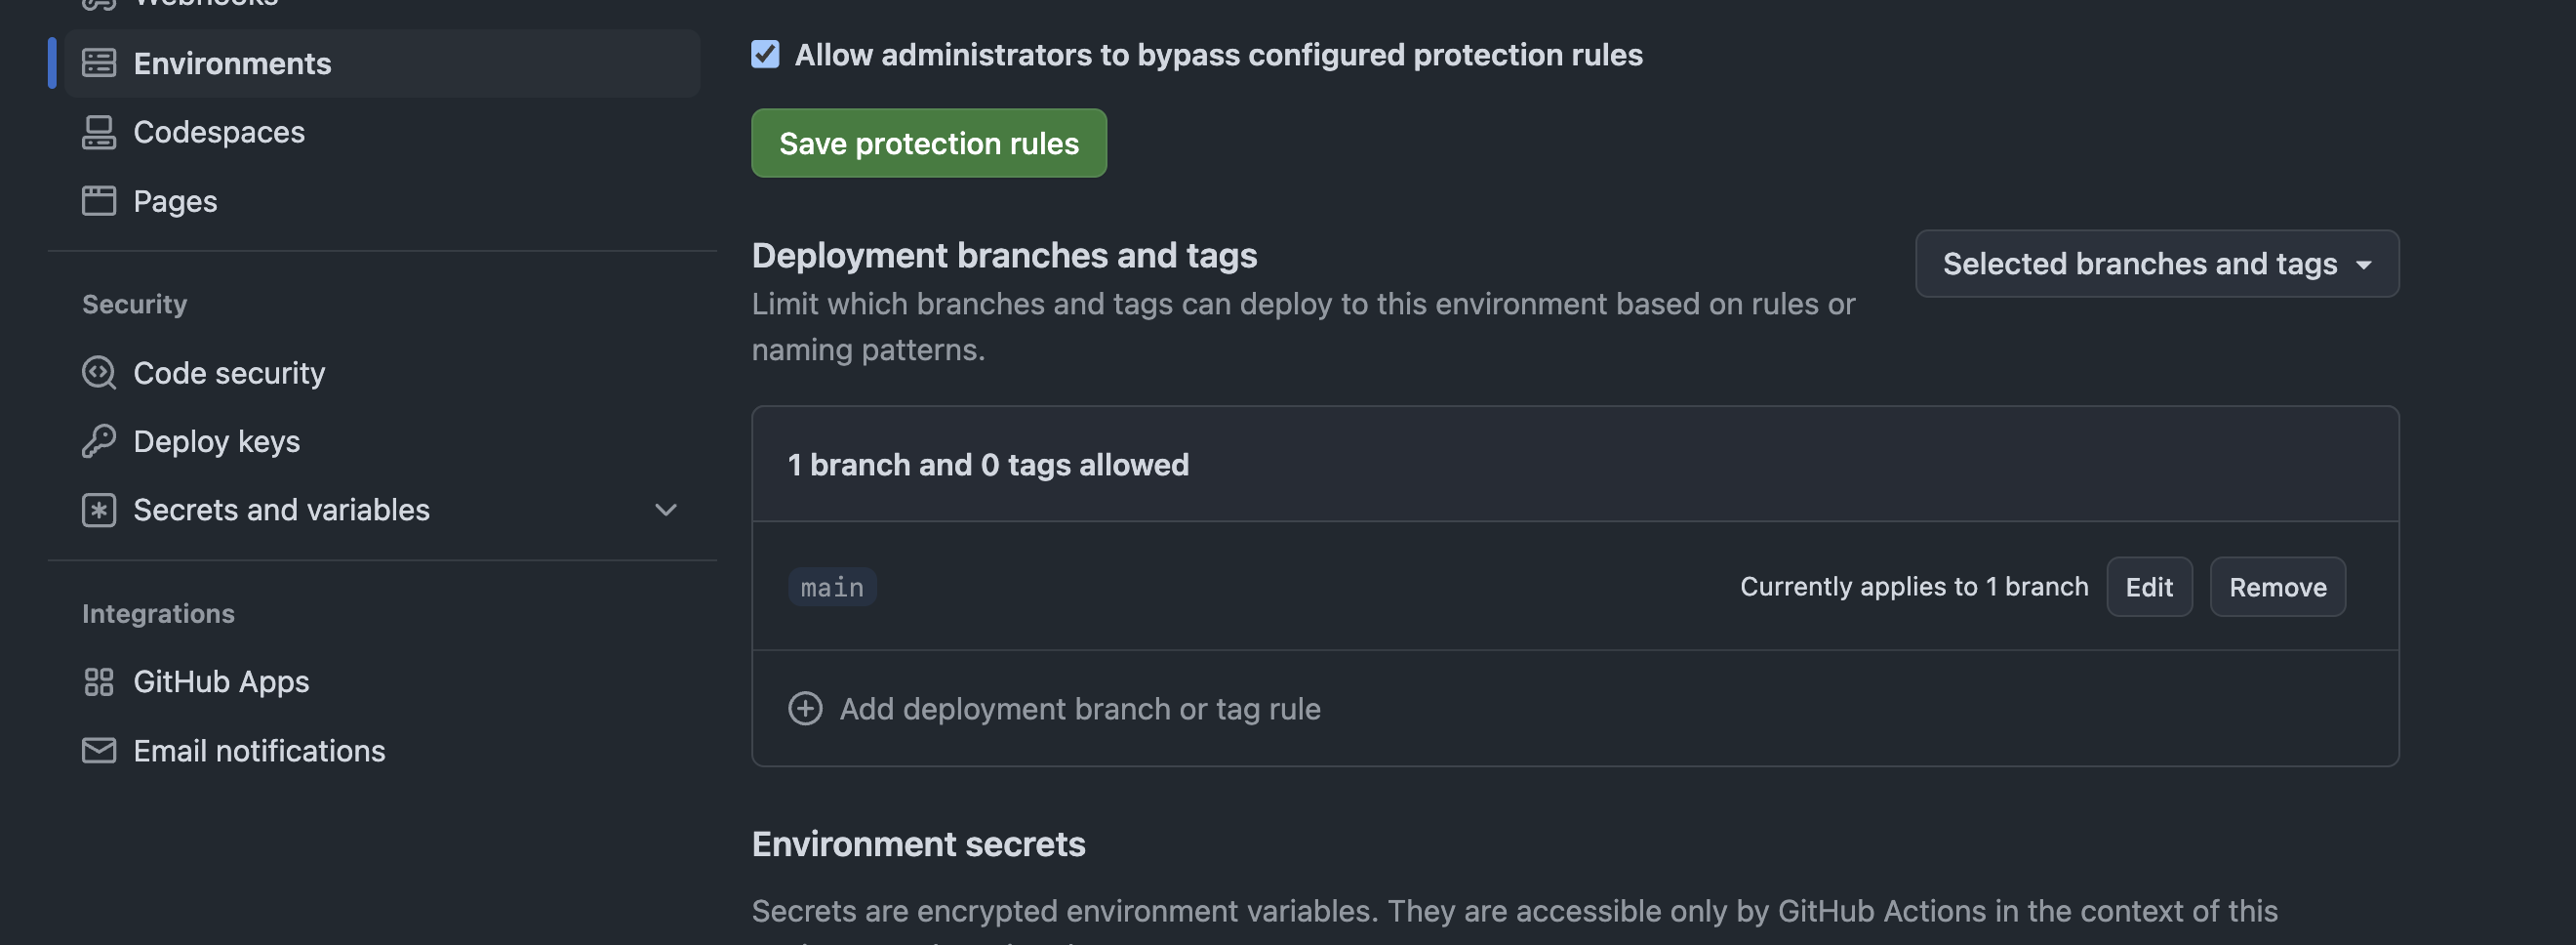 Webhooks
Environments
Codespaces
Pages
Security
Code security
Deploy keys
Secrets and variables
Integrations
GitHub Apps
Email notifications
Allow administrators to bypass configured protection rules
Save protection rules
Deployment branches and tags
Selected branches and tags
Limit which branches and tags can deploy to this environment based on rules or
naming patterns.
1 branch and 0 tags allowed
main
Currently applies to 1 branch
Edit
Remove
Add deployment branch or tag rule
Environment secrets
Secrets are encrypted environment variables. They are accessible only by GitHub Actions in the context of this